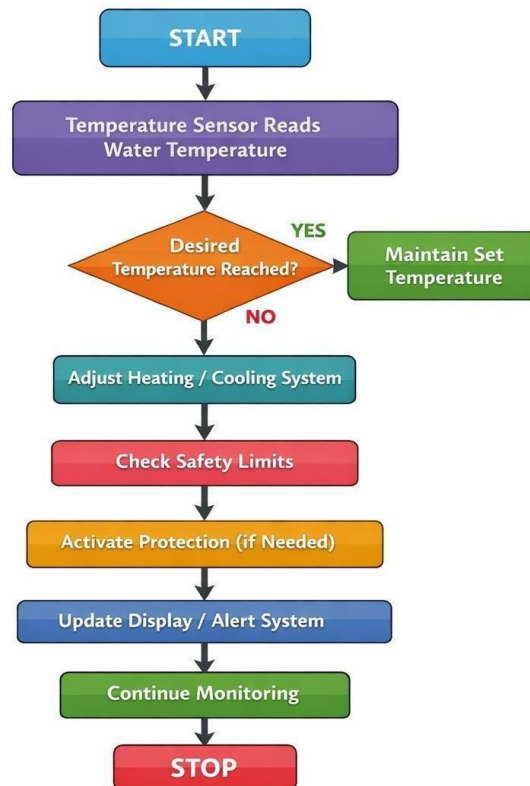 START
Temperature Sensor Reads
Water Temperature
Desired
Temperature Reached?
YES
Maintain Set
Temperature
NO
Adjust Heating / Cooling System
Check Safety Limits
Activate Protection (if Needed)
Update Display / Alert System
Continue Monitoring
STOP